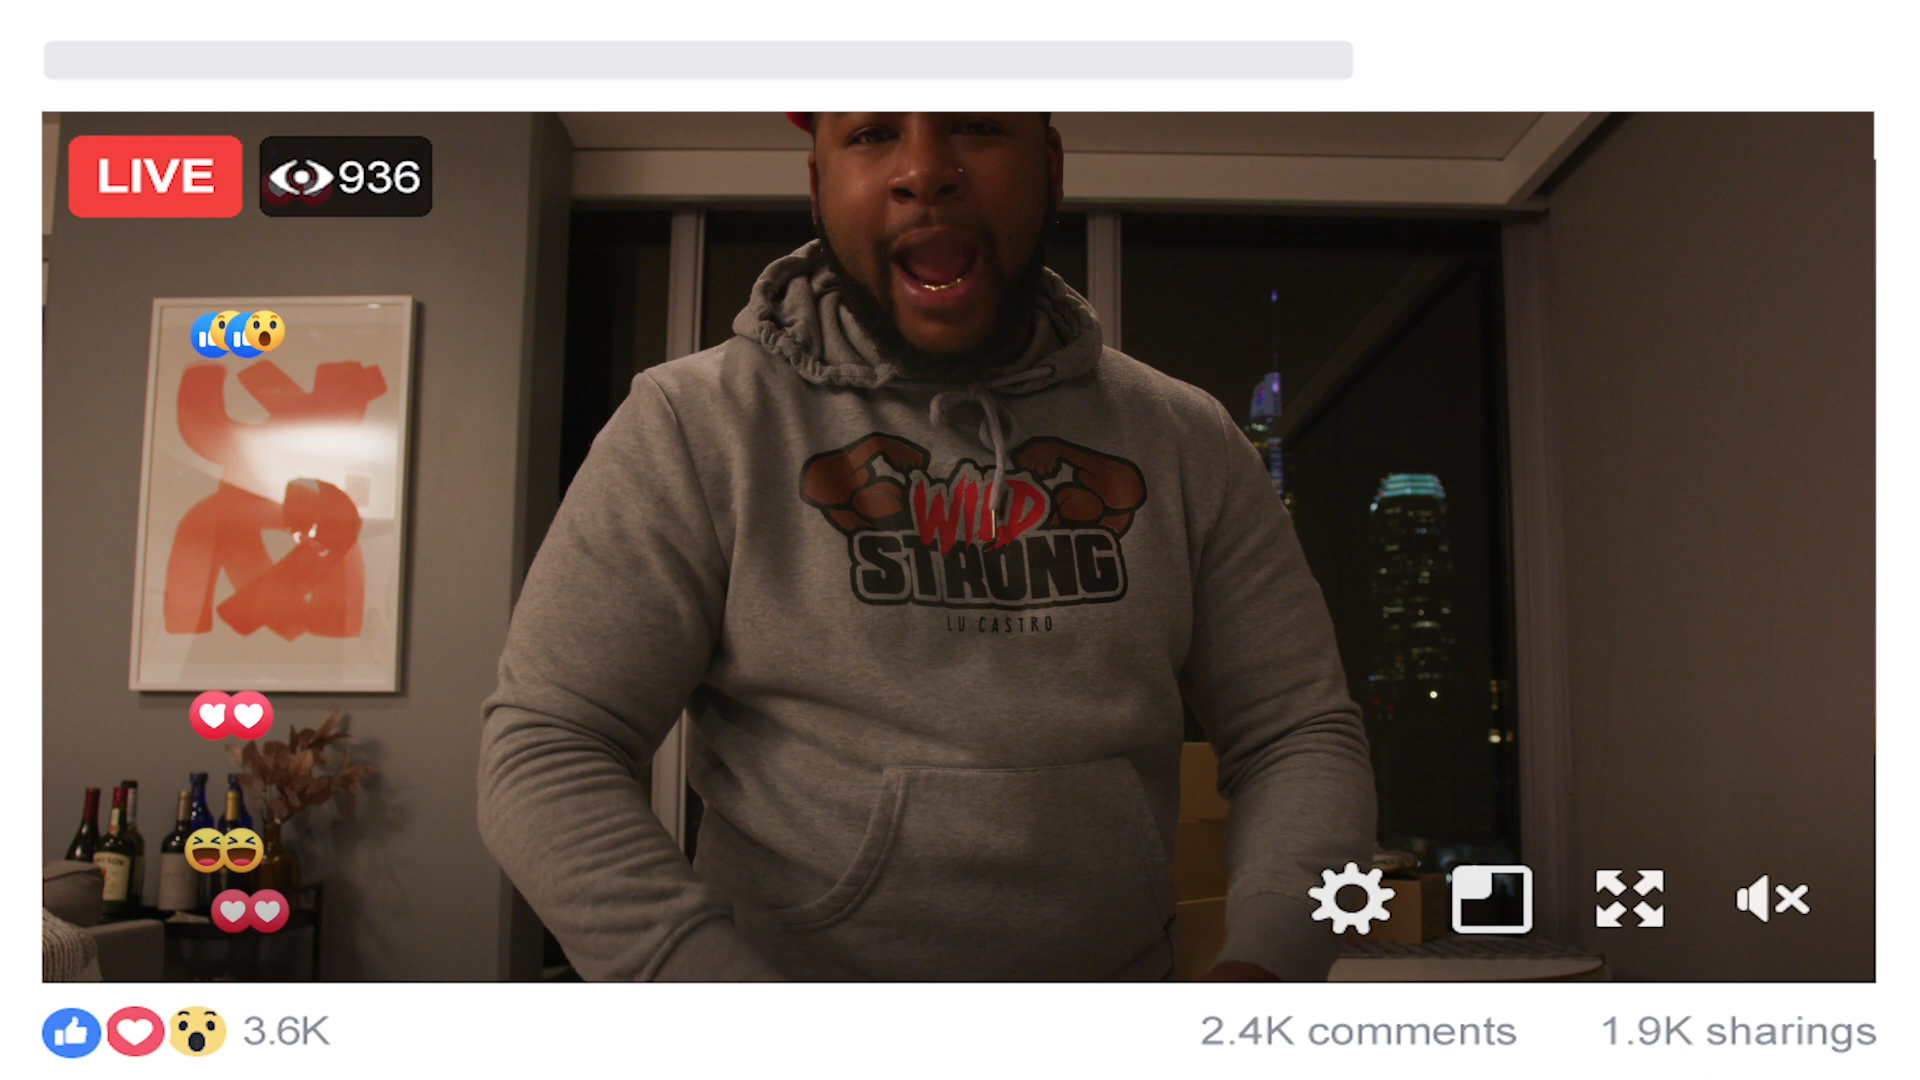 LIVE
936
WILD
STRONG
LU CASTRO
3.6K
2.4K comments
1.9K sharings